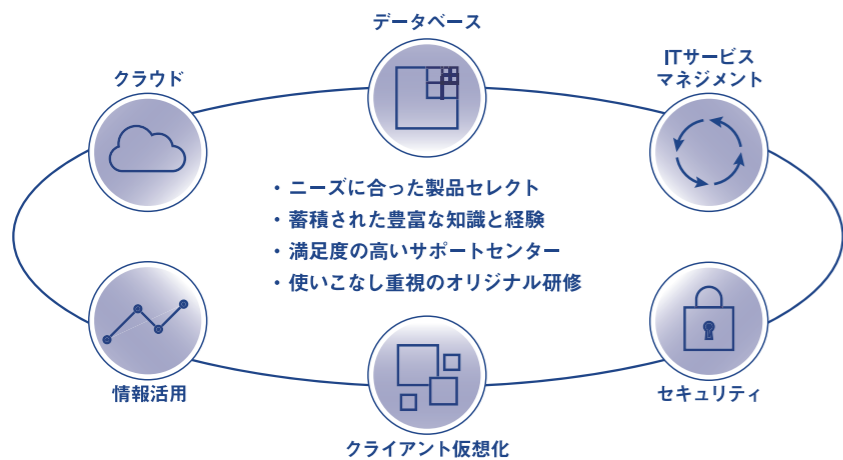 データベース
クラウド
ITサービス
マネジメント
・ニーズに合った製品セレクト
・蓄積された豊富な知識と経験
・満足度の高いサポートセンター
・使いこなし重視のオリジナル研修
情報活用
セキュリティ
クライアント仮想化